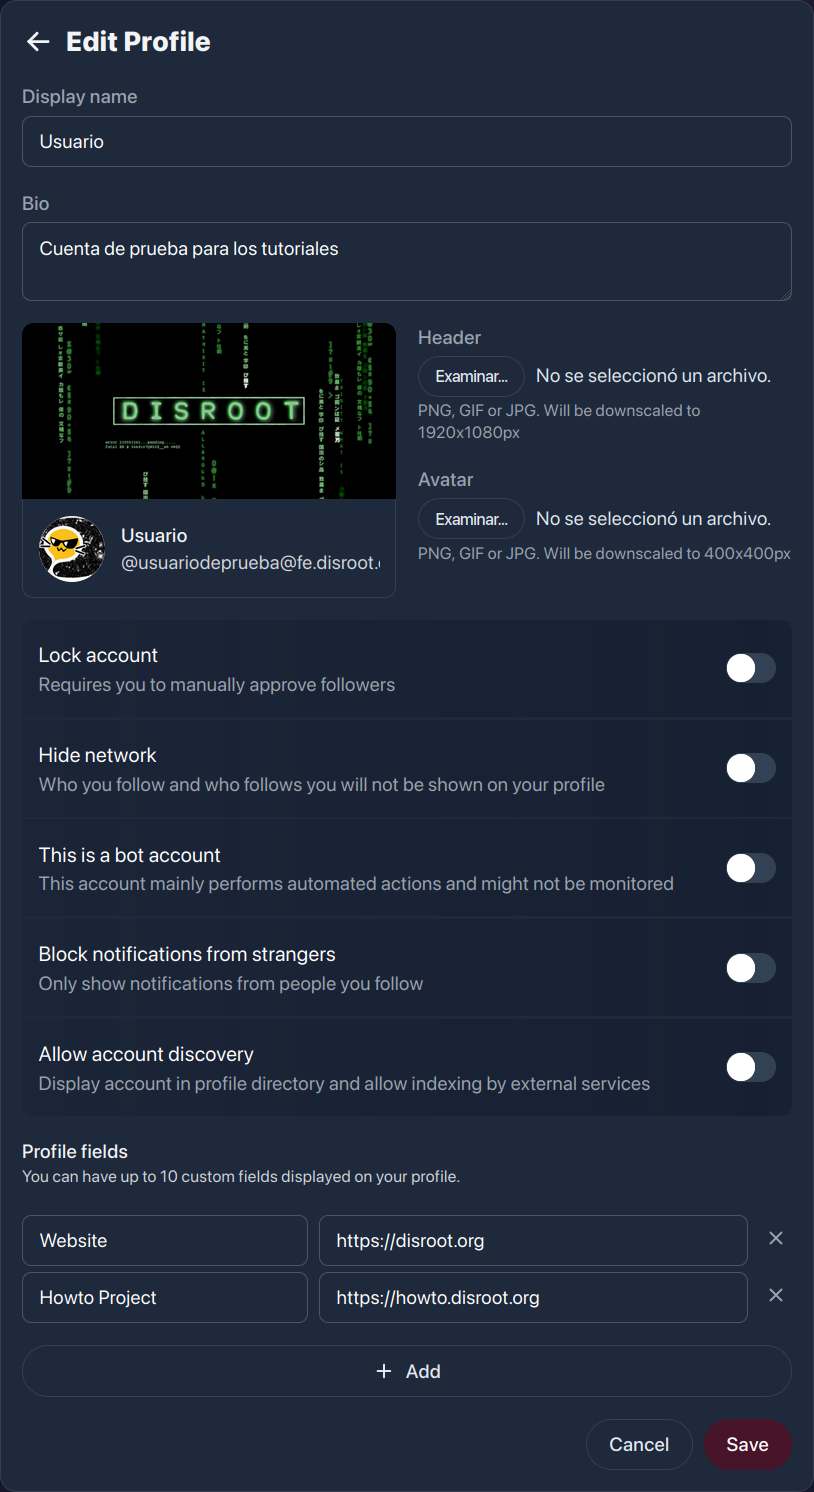 Edit Profile
Display name
Usuario
Bio
Cuenta de prueba para los tutoriales
DISROOT
Header
Examinar... No se seleccionó un archivo.
PNG, GIF or JPG. Will be downscaled to
1920x1080px
Avatar
Examinar... No se seleccionó un archivo.
PNG, GIF or JPG. Will be downscaled to 400x400px
Usuario
@usuariodeprueba@fe.disroot.
Lock account
Requires you to manually approve followers
Hide network
Who you follow and who follows you will not be shown on your profile
This is a bot account
This account mainly performs automated actions and might not be monitored
Block notifications from strangers
Only show notifications from people you follow
Allow account discovery
Display account in profile directory and allow indexing by external services
Profile fields
You can have up to 10 custom fields displayed on your profile.
Website https://disroot.org
Howto Project https://howto.disroot.org
+ Add
Cancel Save